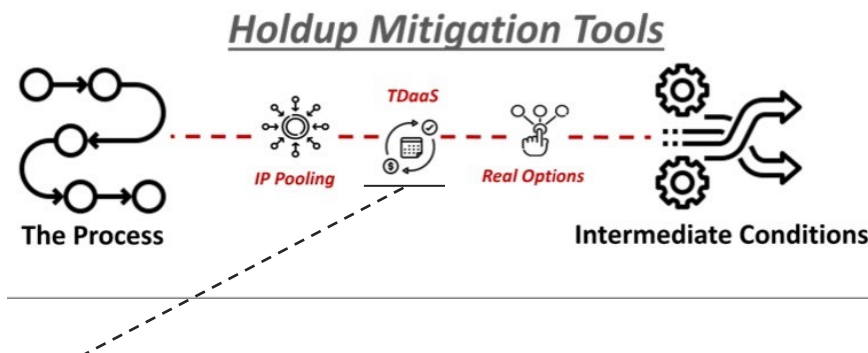 Holdup Mitigation Tools
TDaaS
$
IP Pooling
Real Options
The Process
Intermediate Conditions